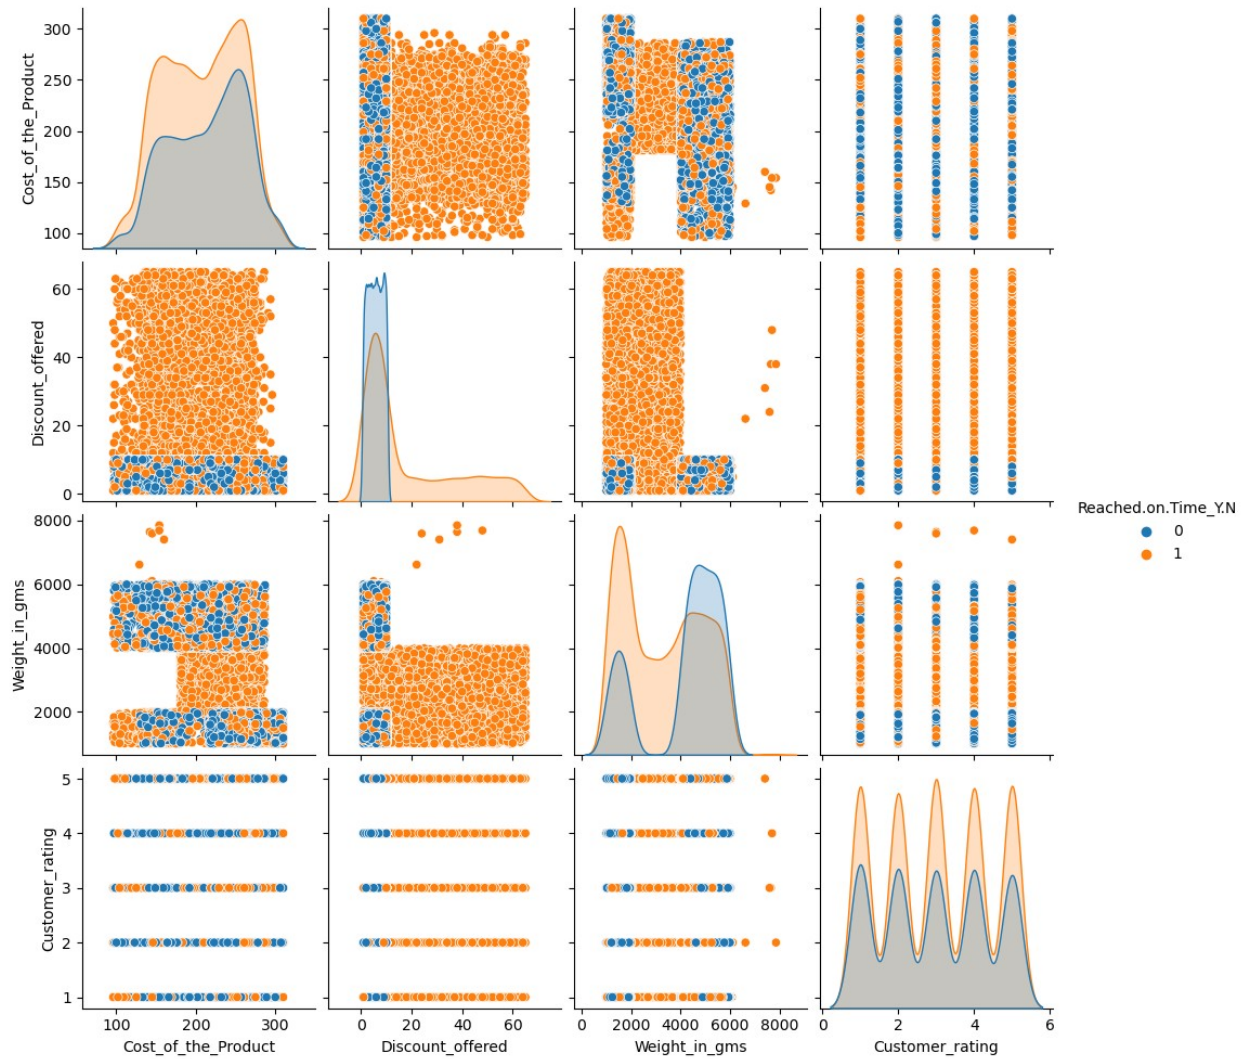 300
250
200
150
100
Cost_of_the_Product
60
40
20
0
Discount_offered
8000
6000
4000
2000
Weight_in_gms
5
4
3
2
1
Customer_rating
100 200 300
Cost_of_the_Product
0 20 40 60
Discount_offered
0 2000 4000 6000 8000
Weight_in_gms
0 2 4 6
Customer_rating
Reached.on.Time_Y.N
0
1